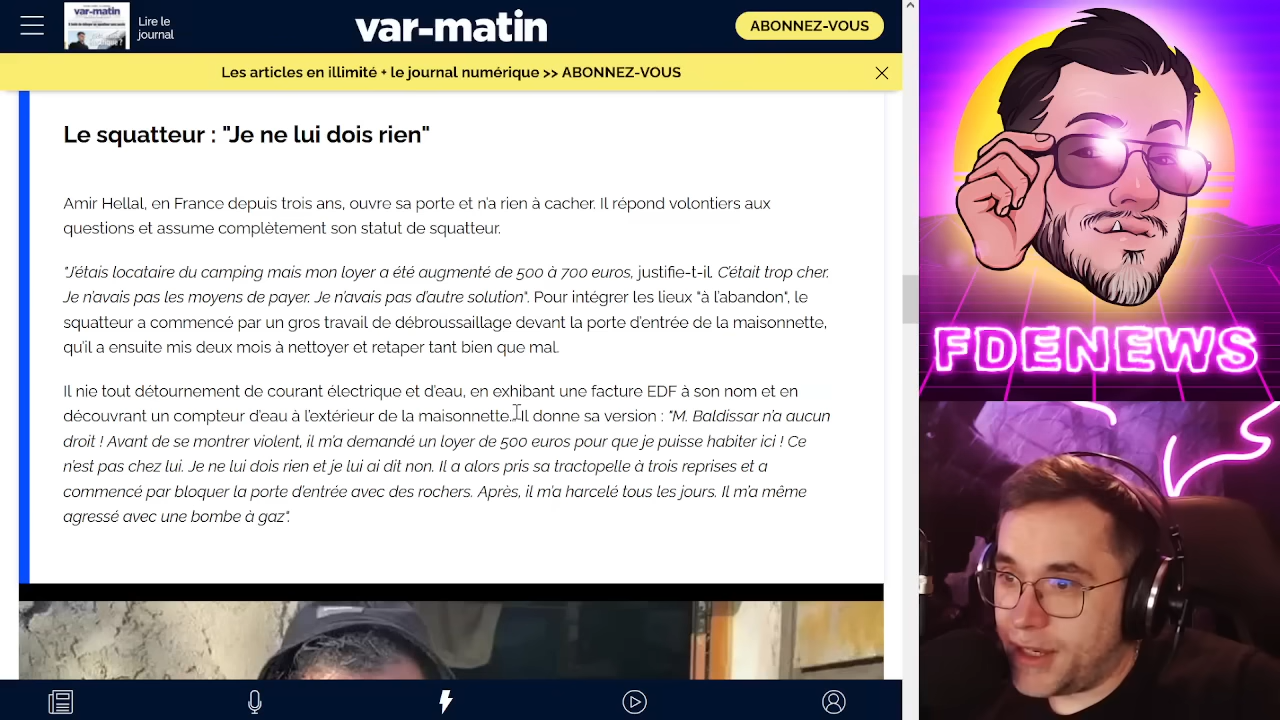 Lire le
journal
var-matin
ABONNEZ-VOUS
Les articles en illimité + le journal numérique >> ABONNEZ-VOUS
Le squatteur : "Je ne lui dois rien"
Amir Hellal, en France depuis trois ans, ouvre sa porte et n'a rien à cacher. Il répond volontiers aux
questions et assume complètement son statut de squatteur.
"J'étais locataire du camping mais mon loyer a été augmenté de 500 à 700 euros, justifie-t-il. C'était trop cher.
Je n'avais pas les moyens de payer. Je n'avais pas d'autre solution". Pour intégrer les lieux "à l'abandon", le
squatteur a commencé par un gros travail de débroussaillage devant la porte d'entrée de la maisonnette,
qu'il a ensuite mis deux mois à nettoyer et retaper tant bien que mal.
Il nie tout détournement de courant électrique et d'eau, en exhibant une facture EDF à son nom et en
découvrant un compteur d'eau à l'extérieur de la maisonnette. Il donne sa version : "M. Baldissar n'a aucun
droit ! Avant de se montrer violent, il m'a demandé un loyer de 500 euros pour que je puisse habiter ici ! Ce
n'est pas chez lui. Je ne lui dois rien et je lui ai dit non. Il a alors pris sa tractopelle à trois reprises et a
commencé par bloquer la porte d'entrée avec des rochers. Après, il m'a harcelé tous les jours. Il m'a même
agressé avec une bombe à gaz".
FDENEWS